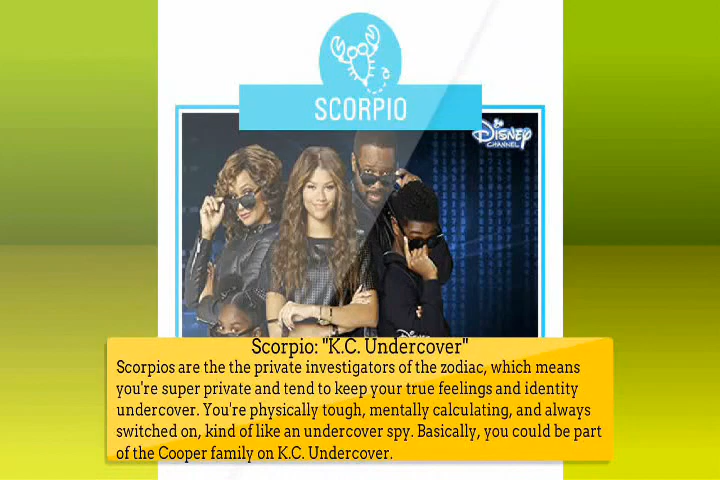 SCORPIO
Disney
CHANNEL
Disney
Scorpio: "K.C. Undercover"
Scorpios are the the private investigators of the zodiac, which means
you're super private and tend to keep your true feelings and identity
undercover. You're physically tough, mentally calculating, and always
switched on, kind of like an undercover spy. Basically, you could be part
of the Cooper family on K.C. Undercover.